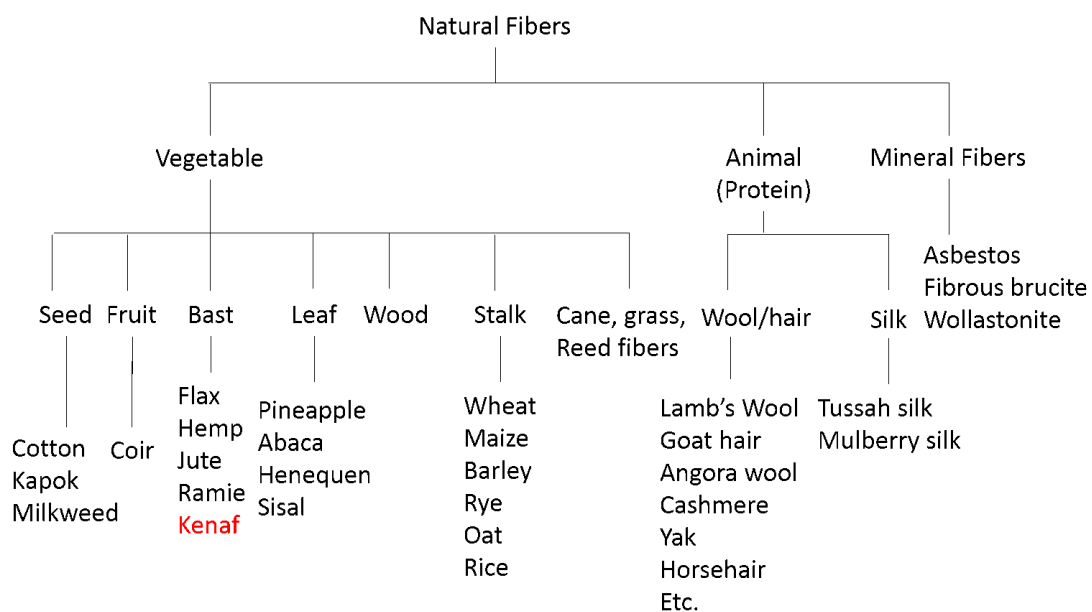 Natural Fibers
Vegetable
Animal
(Protein)
Mineral Fibers
Seed
Fruit
Bast
Leaf
Wood
Stalk
Cane, grass,
Reed fibers
Wool/hair
Silk
Asbestos
Fibrous brucite
Wollastonite
Cotton
Kapok
Milkweed
Coir
Flax
Hemp
Jute
Ramie
Kenaf
Pineapple
Abaca
Henequen
Sisal
Wheat
Maize
Barley
Rye
Oat
Rice
Lamb’s Wool
Goat hair
Angora wool
Cashmere
Yak
Horsehair
Etc.
Tussah silk
Mulberry silk